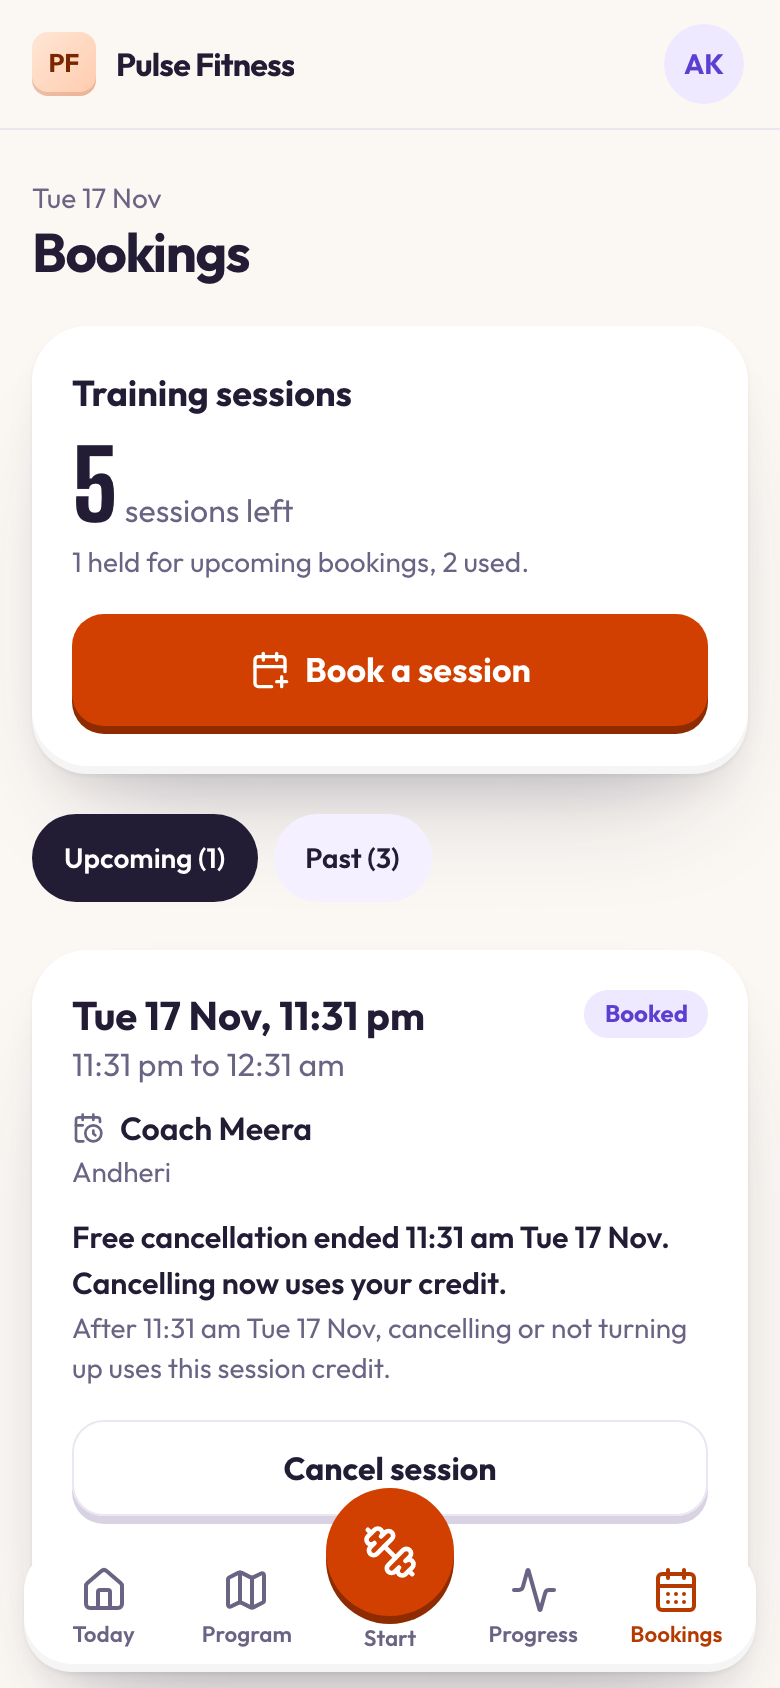 PF
Pulse Fitness
AK
Tue 17 Nov
Bookings
Training sessions
5 sessions left
1 held for upcoming bookings, 2 used.
Book a session
Upcoming (1)
Past (3)
Tue 17 Nov, 11:31 pm
Booked
11:31 pm to 12:31 am
Coach Meera
Andheri
Free cancellation ended 11:31 am Tue 17 Nov.
Cancelling now uses your credit.
After 11:31 am Tue 17 Nov, cancelling or not turning
up uses this session credit.
Cancel session
Today
Program
Start
Progress
Bookings